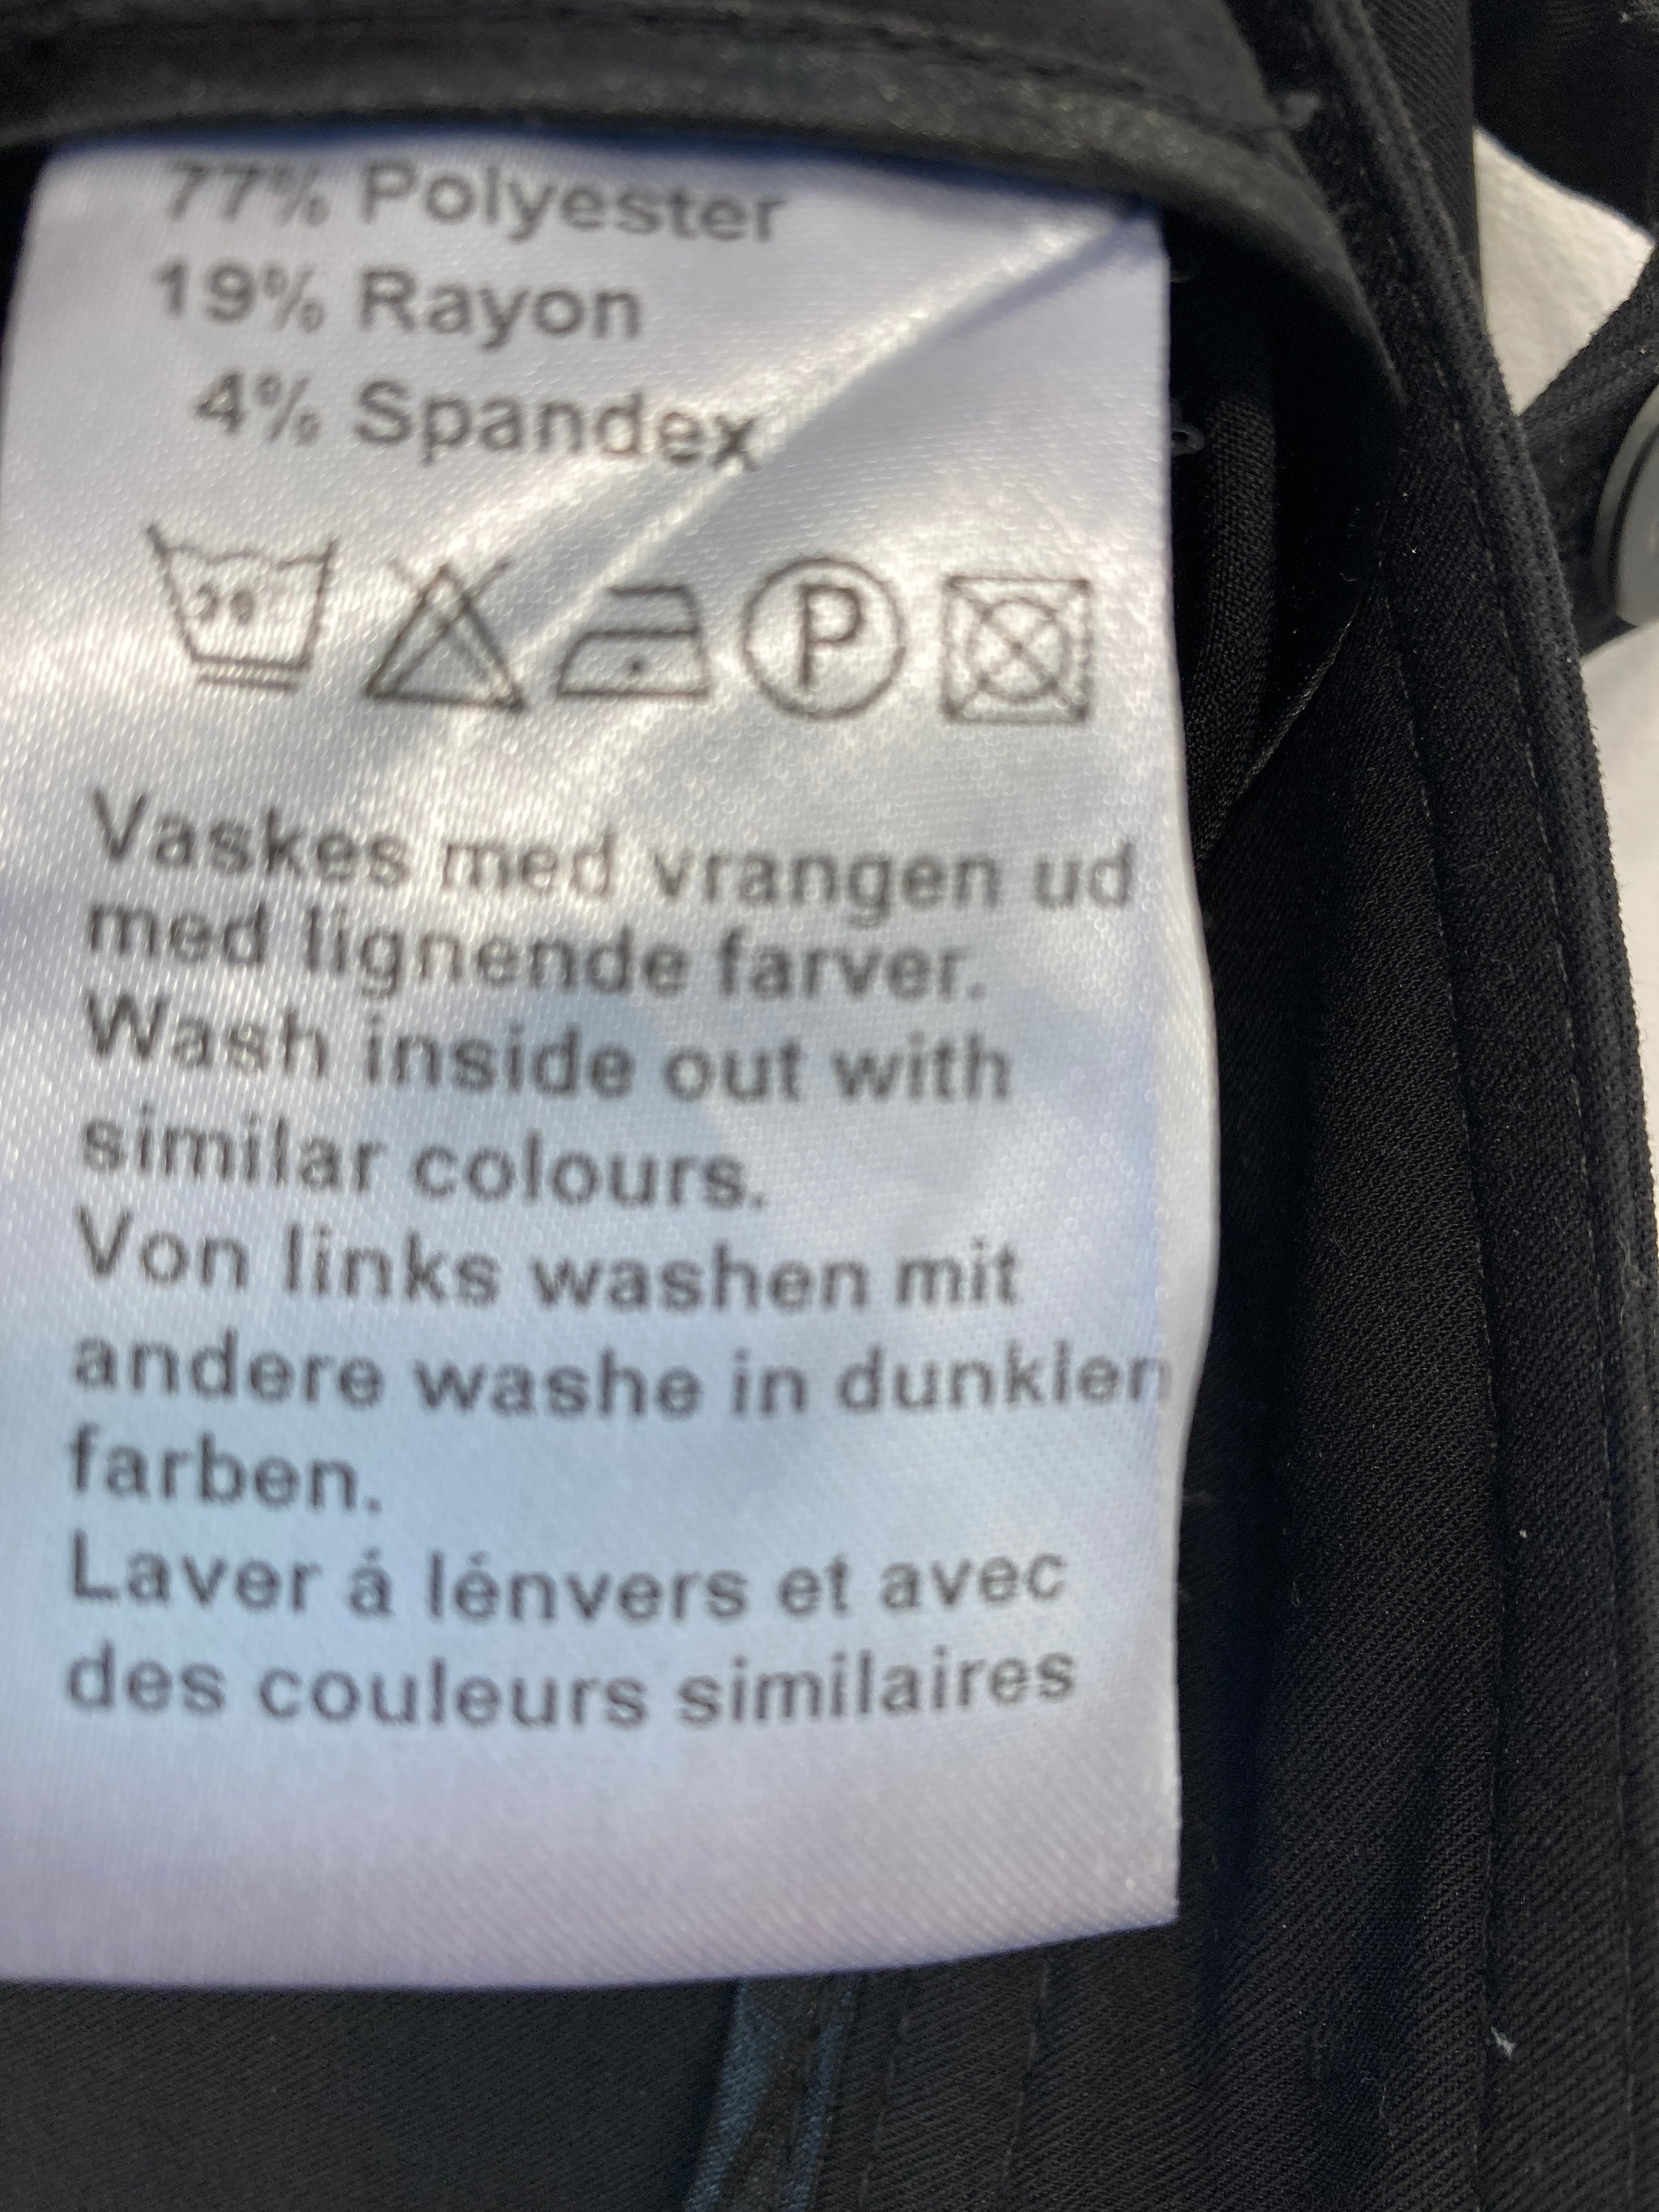 77% Polyester
19% Rayon
4% Spandex
P
Vaskes med vrangen ud
med lignende farver.
Wash inside out with
similar colours.
Von links washen mit
andere washe in dunklen
farben.
Laver á lénvers et avec
des couleurs similaires